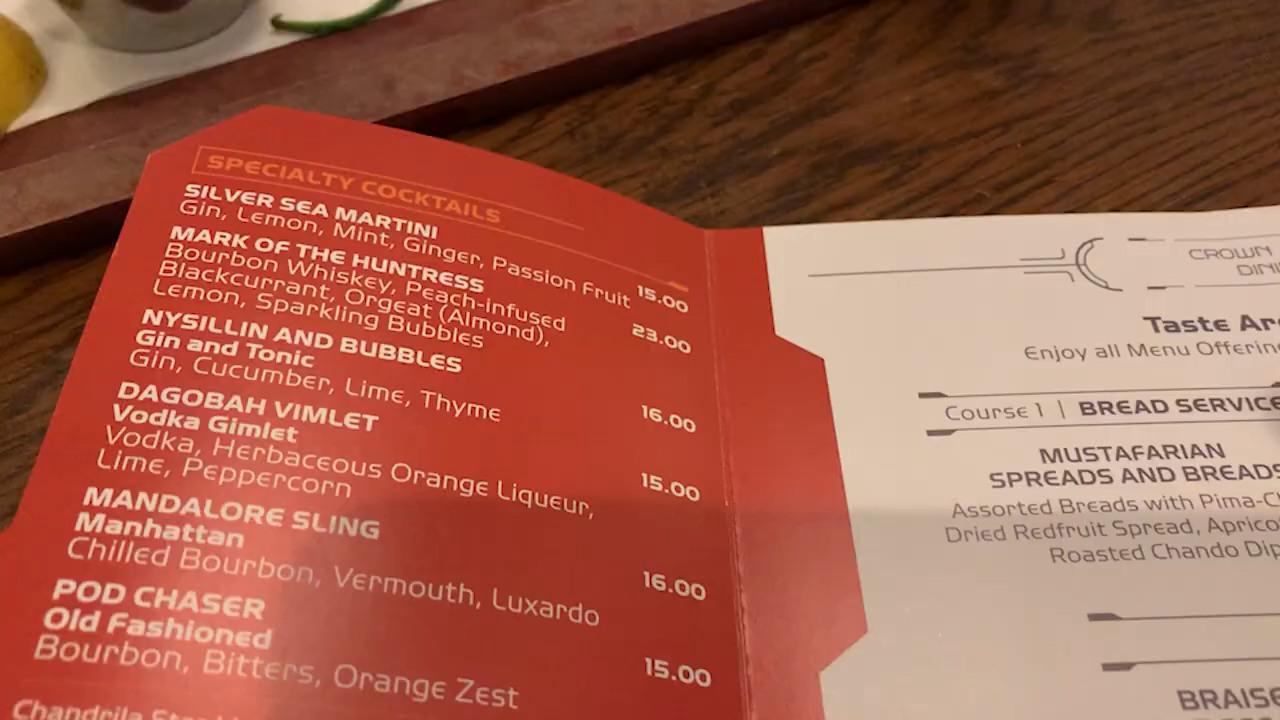 SPECIALTY COCKTAILS
SILVER SEA MARTINI
Gin, Lemon, Mint, Ginger, Passion Fruit 15.00
MARK OF THE HUNTRESS
Bourbon Whiskey, Peach-infused 23.00
Blackcurrant, Orgeat (Almond),
Lemon, Sparkling Bubbles
NYSILLIN AND BUBBLES
Gin and Tonic
Gin, Cucumber, Lime, Thyme 16.00
DAGOBAH VIMLET
Vodka Gimlet
Vodka, Herbaceous Orange Liqueur, 15.00
Lime, Peppercorn
MANDALORE SLING
Manhattan
Chilled Bourbon, Vermouth, Luxardo 16.00
POD CHASER
Old Fashioned
Bourbon, Bitters, Orange Zest 15.00
Chandrila
CROWN
Taste
Enjoy all Menu
Course 1 | BREAD SERVICE
MUSTAFARIAN
SPREADS AND BREADS
Assorted Breads with
Dried Redfruit Spread,
Roasted Chando Dip